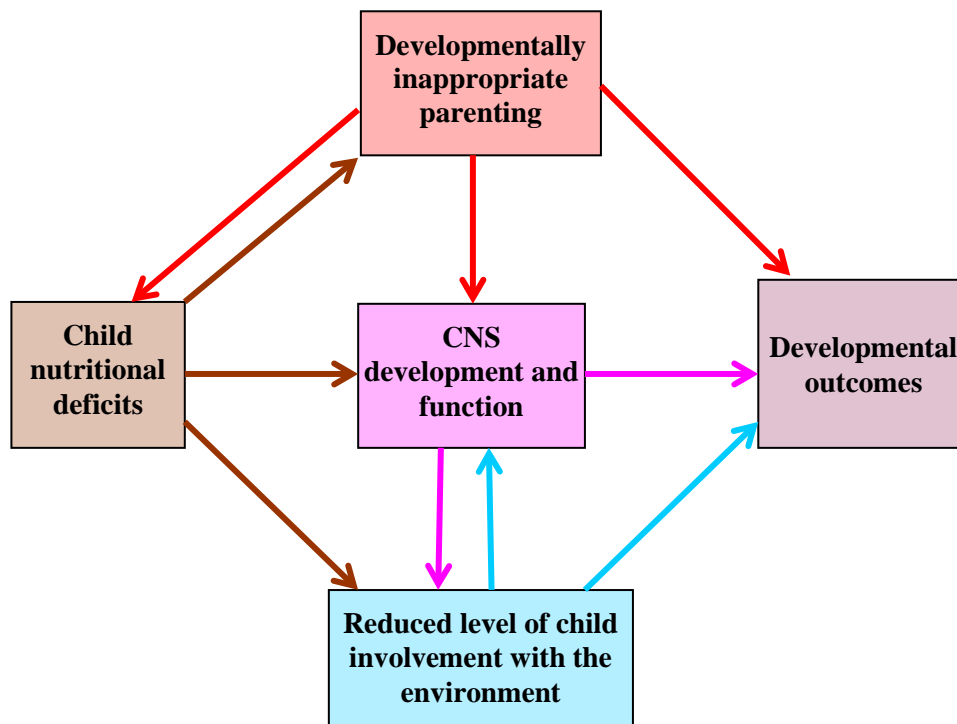 Developmentally
inappropriate
parenting
Child
nutritional
deficits
CNS
development and
function
Developmental
outcomes
Reduced level of child
involvement with the
environment